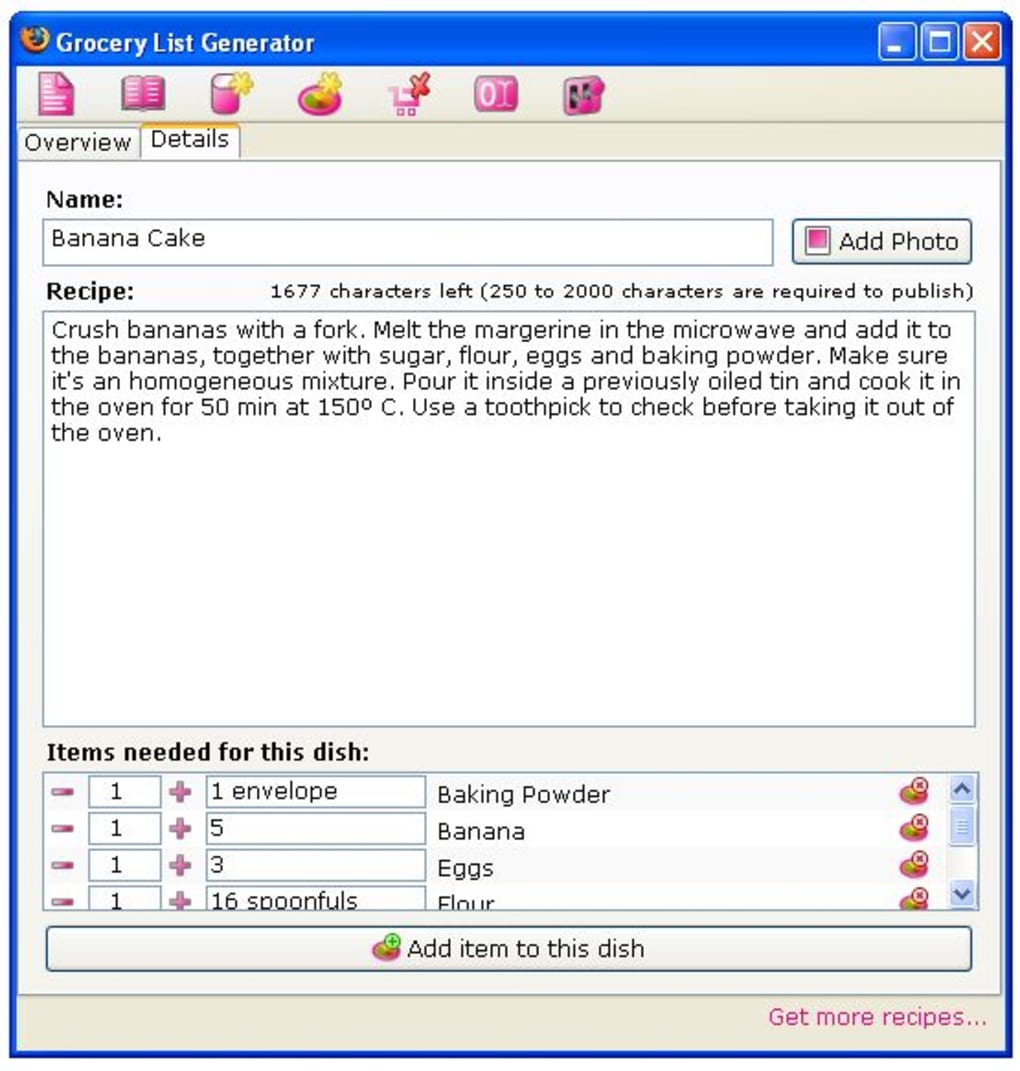 Grocery List Generator
Overview
Details
Name:
Banana Cake
Add Photo
Recipe:
1677 characters left (250 to 2000 characters are required to publish)
Crush bananas with a fork. Melt the margerine in the microwave and add it to
the bananas, together with sugar, flour, eggs and baking powder. Make sure
it's an homogeneous mixture. Pour it inside a previously oiled tin and cook it in
the oven for 50 min at 150º C. Use a toothpick to check before taking it out of
the oven.
Items needed for this dish:
1 1 envelope Baking Powder
1 5 Banana
1 3 Eggs
1 16 spoonfuls Flour
Add item to this dish
Get more recipes...